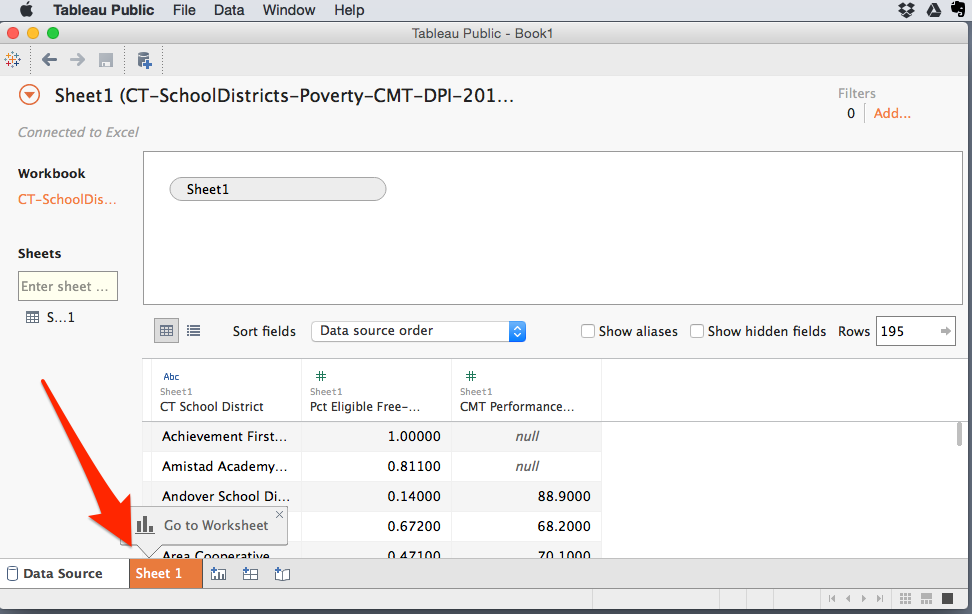 Tableau Public File Data Window Help
Tableau Public - Book1
Sheet1 (CT-SchoolDistricts-Poverty-CMT-DPI-201...
Filters
0 Add...
Connected to Excel
Workbook
CT-SchoolDis...
Sheet1
Sheets
Enter sheet ...
S...1
Sort fields Data source order Show aliases Show hidden fields Rows 195
Abc # #
Sheet1 Sheet1 Sheet1
CT School District Pct Eligible Free-... CMT Performance...
Achievement First... 1.00000 null
Amistad Academy... 0.81100 null
Andover School Di... 0.14000 88.9000
Go to Worksheet 0.67200 68.2000
Area Cooperative 0.47100 70.1000
Data Source Sheet 1